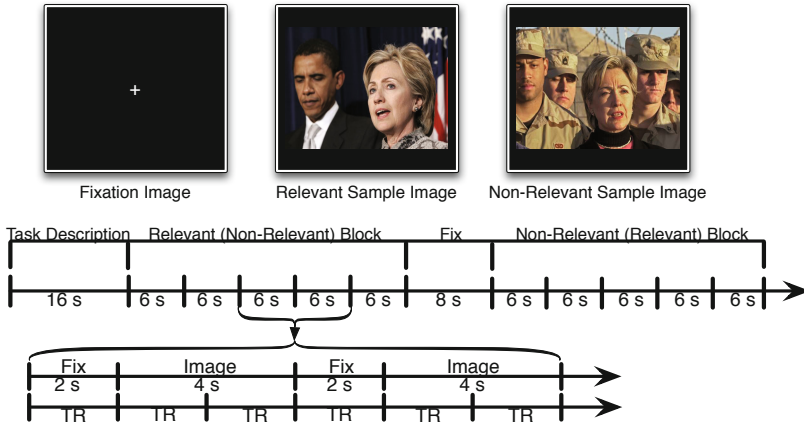 Fixation Image
Relevant Sample Image
Non-Relevant Sample Image
Task Description Relevant (Non-Relevant) Block Fix Non-Relevant (Relevant) Block
16 s 6 s 6 s 6 s 6 s 6 s 8 s 6 s 6 s 6 s 6 s 6 s
Fix Image Fix Image
2 s 4 s 2 s 4 s
TR TR TR TR TR TR